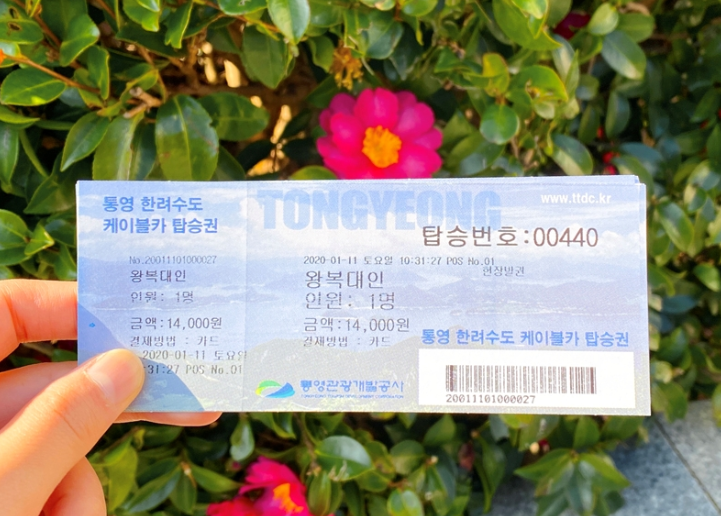 통영 한려수도
케이블카 탑승권
No.20011101000027
왕복대인
인원: 1명
금액:14,000원
결제방법 : 카드
2020-01-11 토요일
:31:27 POS No.01
TONGYEONG
www.ttdc.kr
탑승번호:00440
2020-01-11 토요일 10:31:27 POS No.01
현장발권
왕복대인
인원: 1명
금액:14,000원
결제방법 : 카드
통영관광개발공사
통영 한려수도 케이블카 탑승권
20011101000027